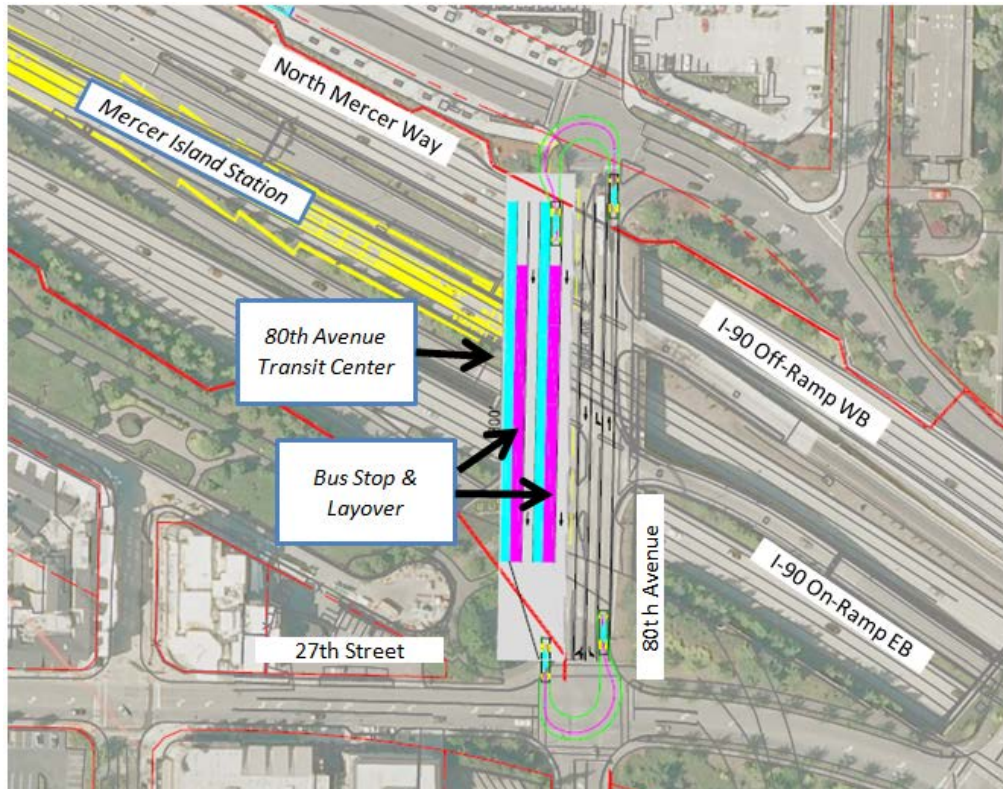 North Mercer Way
Mercer Island Station
80th Avenue
Transit Center
Bus Stop &
Layover
I-90 Off-Ramp WB
80th Avenue
I-90 On-Ramp EB
27th Street